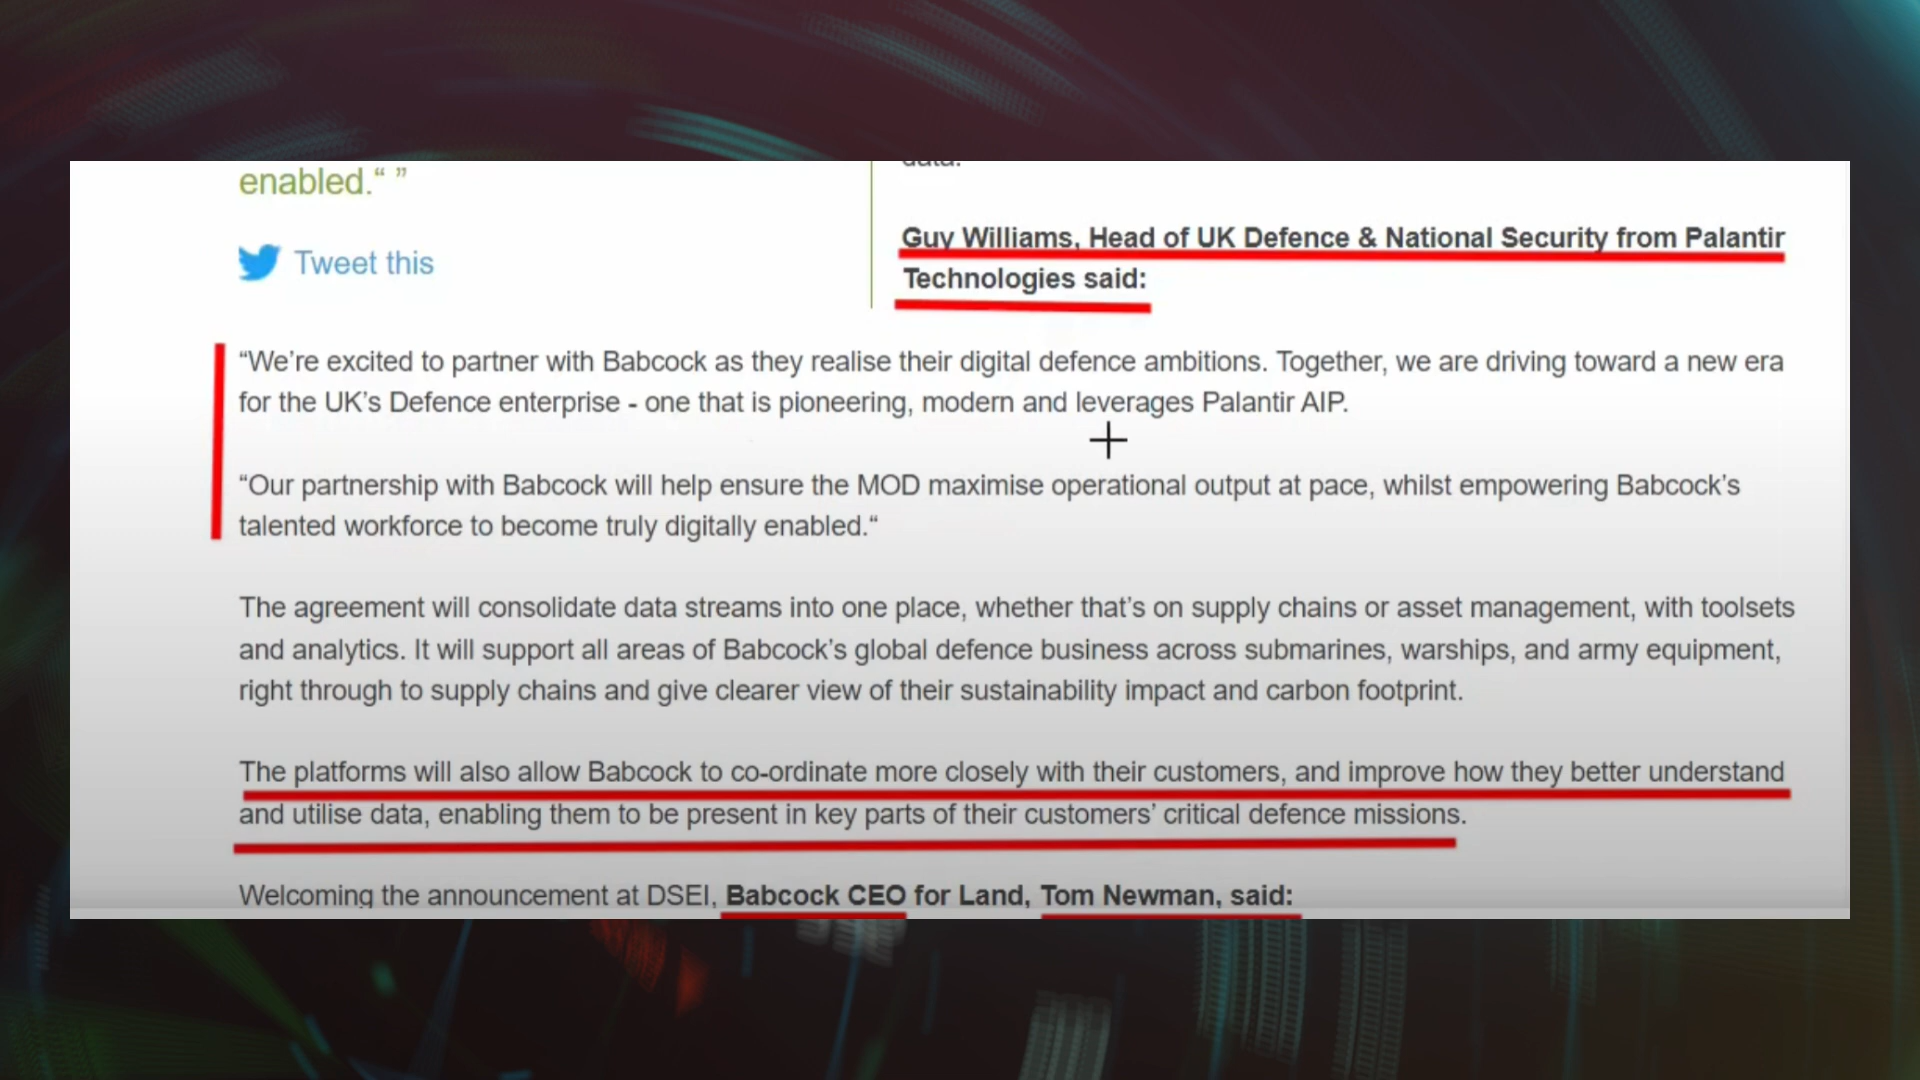 data.
enabled.“ ”
Tweet this
Guy Williams, Head of UK Defence & National Security from Palantir
Technologies said:
“We’re excited to partner with Babcock as they realise their digital defence ambitions. Together, we are driving toward a new era
for the UK’s Defence enterprise - one that is pioneering, modern and leverages Palantir AIP.
“Our partnership with Babcock will help ensure the MOD maximise operational output at pace, whilst empowering Babcock’s
talented workforce to become truly digitally enabled.“
The agreement will consolidate data streams into one place, whether that’s on supply chains or asset management, with toolsets
and analytics. It will support all areas of Babcock’s global defence business across submarines, warships, and army equipment,
right through to supply chains and give clearer view of their sustainability impact and carbon footprint.
The platforms will also allow Babcock to co-ordinate more closely with their customers, and improve how they better understand
and utilise data, enabling them to be present in key parts of their customers’ critical defence missions.
Welcoming the announcement at DSEI, Babcock CEO for Land, Tom Newman, said: